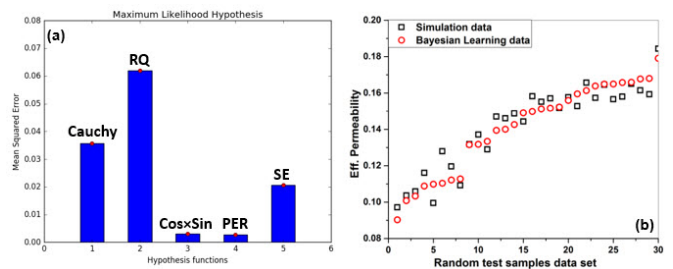 Maximum Likelihood Hypothesis
(a)
Mean Squared Error
0.08
0.07
0.06
0.05
0.04
0.03
0.02
0.01
0.00
Cauchy
RQ
Cos×Sin
PER
SE
0 1 2 3 4 5 6
Hypothesis functions
Simulation data
Bayesian Learning data
Eff. Permeability
0.20
0.18
0.16
0.14
0.12
0.10
0.08
(b)
0 5 10 15 20 25 30
Random test samples data set